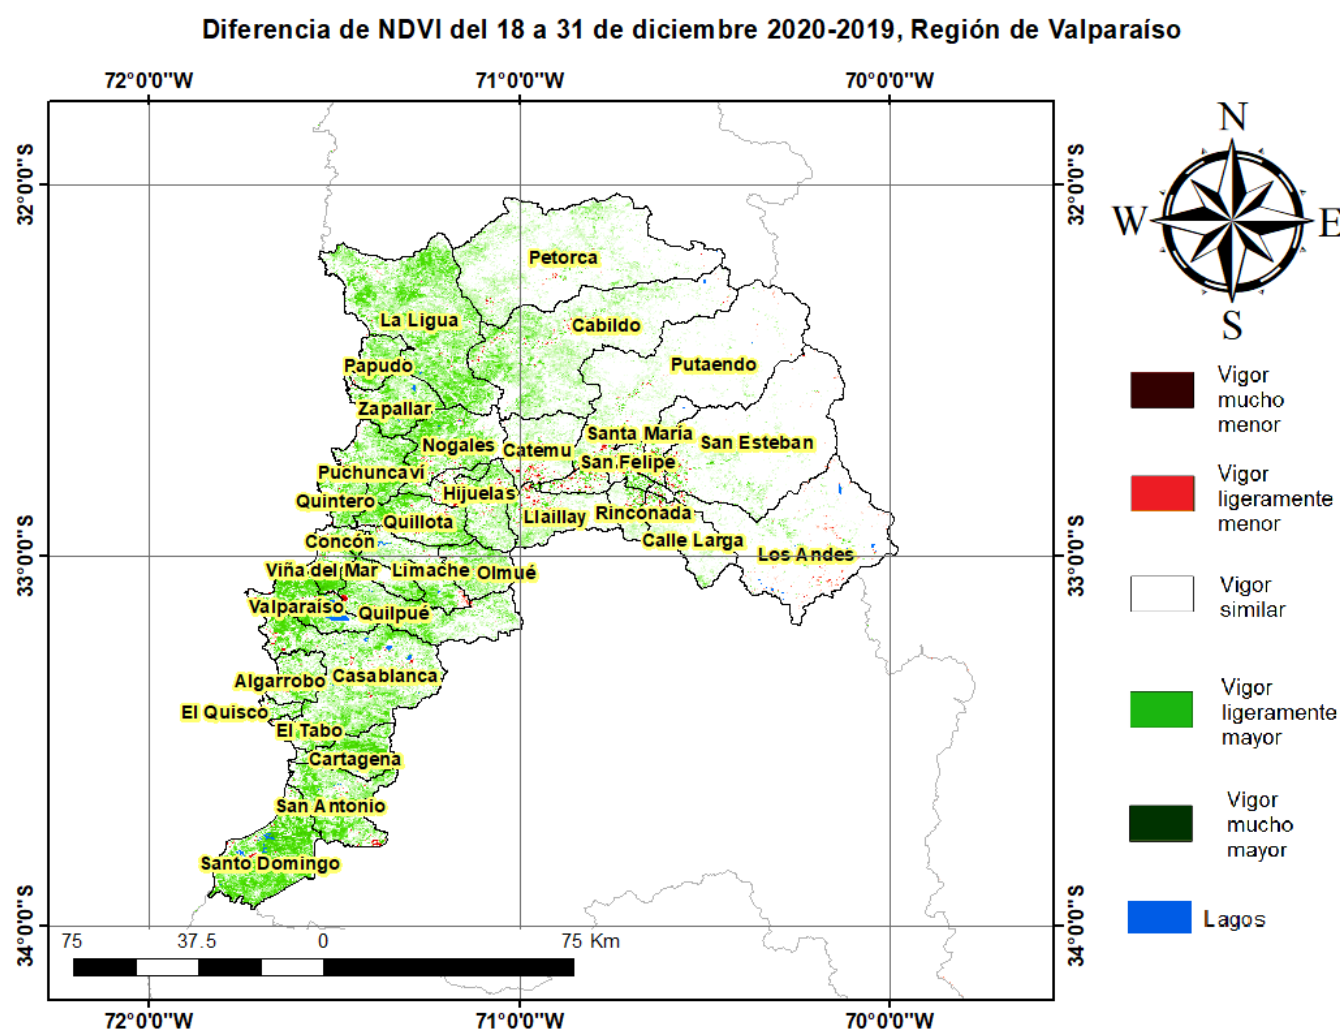 Diferencia de NDVI del 18 a 31 de diciembre 2020-2019, Región de Valparaíso
72°0'0"W
71°0'0"W
70°0'0"W
32°0'0"S
32°0'0"S
N
W
E
S
Petorca
La Ligua
Cabildo
Papudo
Putaendo
Zapallar
Santa María
Nogales
Catemu
San Esteban
San Felipe
Puchuncaví
Hijuelas
Quintero
Quillota
Llaillay
Rinconada
Concón
Calle Larga
33°0'0"S
33°0'0"S
Los Andes
Viña del Mar
Limache
Olmué
Valparaíso
Quilpué
Algarrobo
Casablanca
El Quisco
El Tabo
Cartagena
San Antonio
Santo Domingo
34°0'0"S
34°0'0"S
75
37.5
0
75 Km
72°0'0"W
71°0'0"W
70°0'0"W
Vigor
mucho
menor
Vigor
ligeramente
menor
Vigor
similar
Vigor
ligeramente
mayor
Vigor
mucho
mayor
Lagos